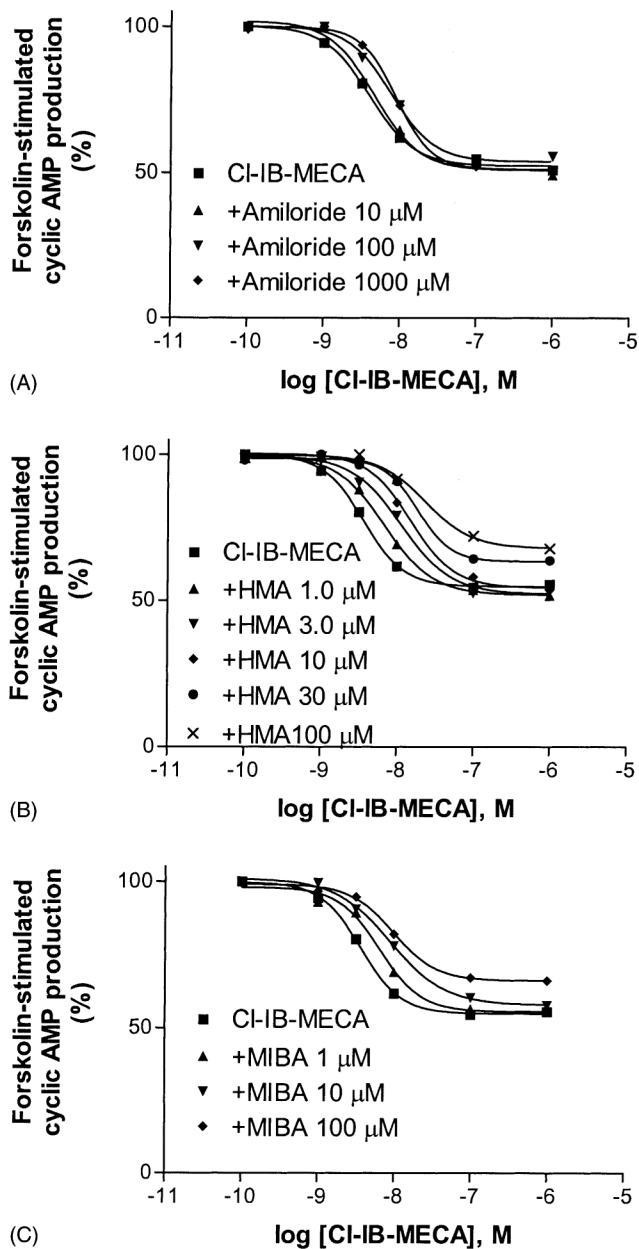 Forskolin-stimulated
cyclic AMP production
(%)
100
50
0
Cl-IB-MECA
+Amiloride 10 μM
+Amiloride 100 μM
+Amiloride 1000 μM
-11 -10 -9 -8 -7 -6 -5
(A)
log [Cl-IB-MECA], M
Forskolin-stimulated
cyclic AMP production
(%)
100
50
0
Cl-IB-MECA
+HMA 1.0 μM
+HMA 3.0 μM
+HMA 10 μM
+HMA 30 μM
+HMA100 μM
-11 -10 -9 -8 -7 -6 -5
(B)
log [Cl-IB-MECA], M
Forskolin-stimulated
cyclic AMP production
(%)
100
50
0
Cl-IB-MECA
+MIBA 1 μM
+MIBA 10 μM
+MIBA 100 μM
-11 -10 -9 -8 -7 -6 -5
(C)
log [Cl-IB-MECA], M